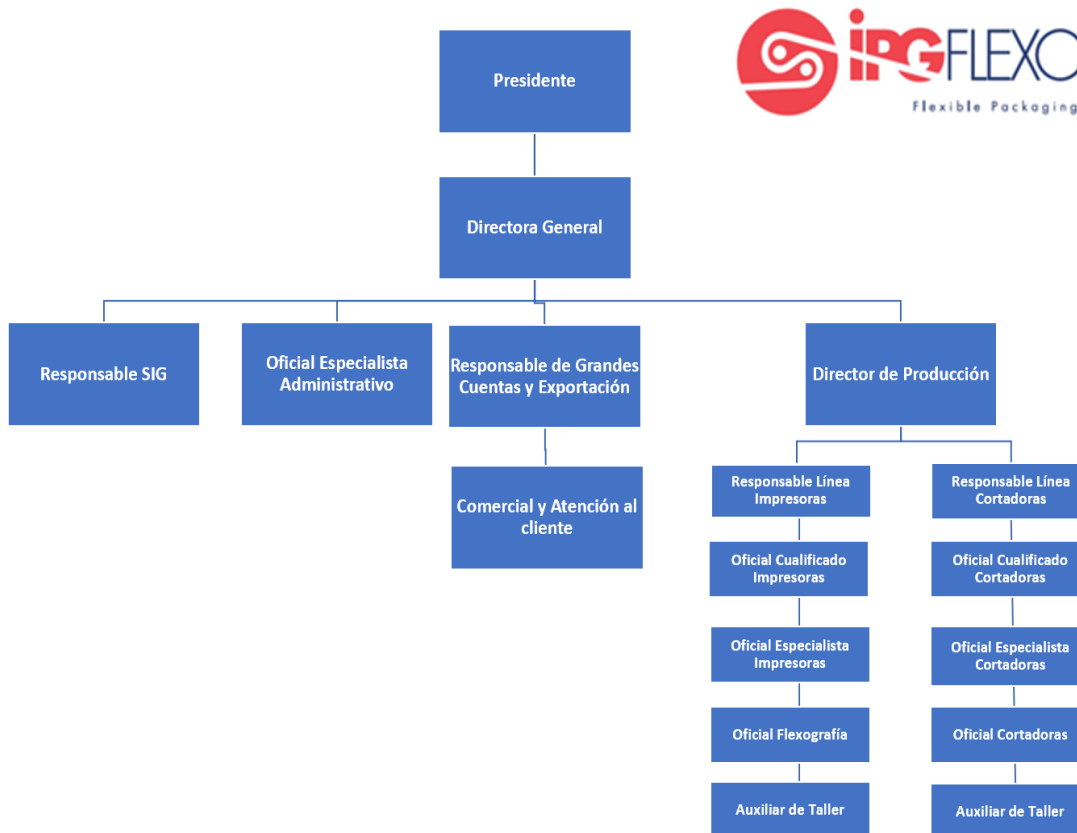 iPGFLEXO
Flexible Packaging
Presidente
Directora General
Responsable SIG
Oficial Especialista
Administrativo
Responsable de Grandes
Cuentas y Exportación
Director de Producción
Comercial y Atención al
cliente
Responsable Línea
Impresoras
Responsable Línea
Cortadoras
Oficial Cualificado
Impresoras
Oficial Cualificado
Cortadoras
Oficial Especialista
Impresoras
Oficial Especialista
Cortadoras
Oficial Flexografía
Oficial Cortadoras
Auxiliar de Taller
Auxiliar de Taller